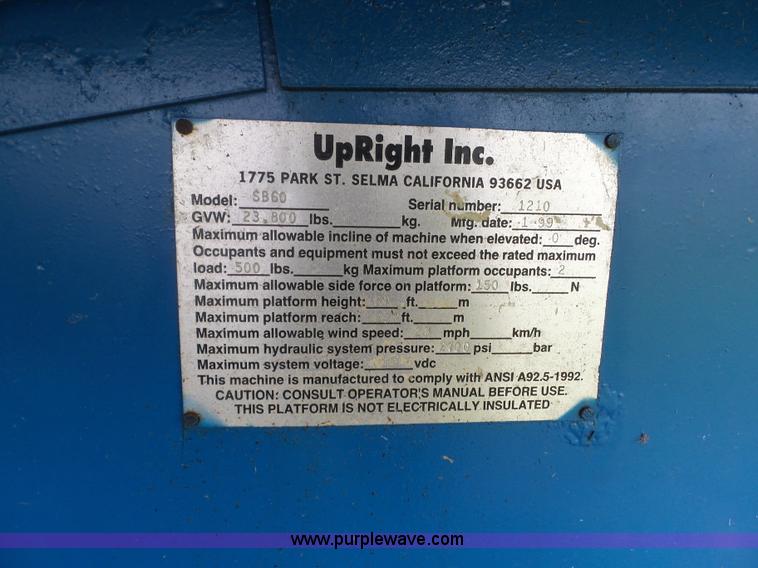 UpRight Inc.
1775 PARK ST. SELMA CALIFORNIA 93662 USA
Model: SB60 Serial number: 1210
GVW: 23,800 lbs. kg. Mfg. date: 1-99
Maximum allowable incline of machine when elevated: 0 deg.
Occupants and equipment must not exceed the rated maximum
load: 500 lbs. kg Maximum platform occupants: 2
Maximum allowable side force on platform: 150 lbs. N
Maximum platform height: ft. m
Maximum platform reach: ft. m
Maximum allowable wind speed: mph km/h
Maximum hydraulic system pressure: psi bar
Maximum system voltage: vdc
This machine is manufactured to comply with ANSI A92.5-1992.
CAUTION: CONSULT OPERATOR'S MANUAL BEFORE USE.
THIS PLATFORM IS NOT ELECTRICALLY INSULATED
www.purplewave.com